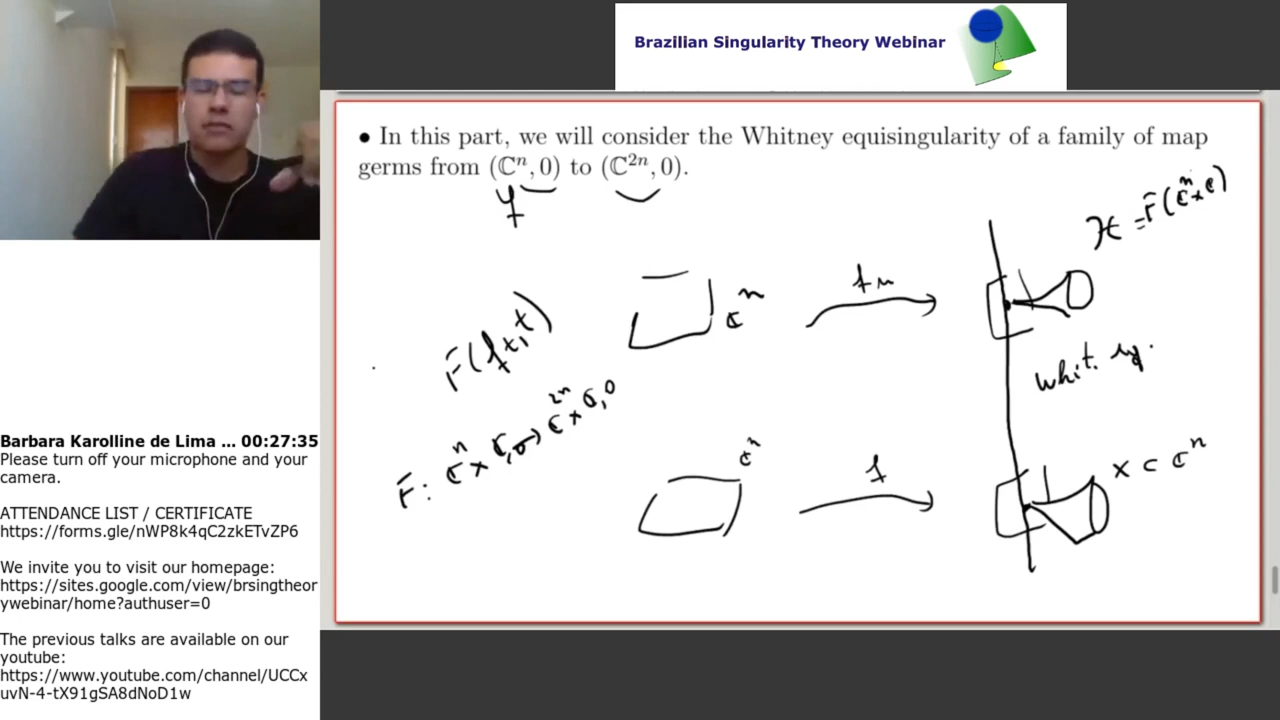 Brazilian Singularity Theory Webinar
• In this part, we will consider the Whitney equisingularity of a family of map
germs from (ℂⁿ, 0) to (ℂ²ⁿ, 0).
f
F(f_t, t)
F: ℂⁿ × ℂ, 0 → ℂ²ⁿ × ℂ, 0
ℂⁿ
= F(ℂⁿ × ℂ)
Whit. eq.
ℂⁿ
f
X ⊂ ℂⁿ
Barbara Karolline de Lima ... 00:27:35
Please turn off your microphone and your
camera.
ATTENDANCE LIST / CERTIFICATE
https://forms.gle/nWP8k4qC2zkETvZP6
We invite you to visit our homepage:
https://sites.google.com/view/brsingtheor
ywebinar/home?authuser=0
The previous talks are available on our
youtube:
https://www.youtube.com/channel/UCCx
uvN-4-tX91gSA8dNoD1w